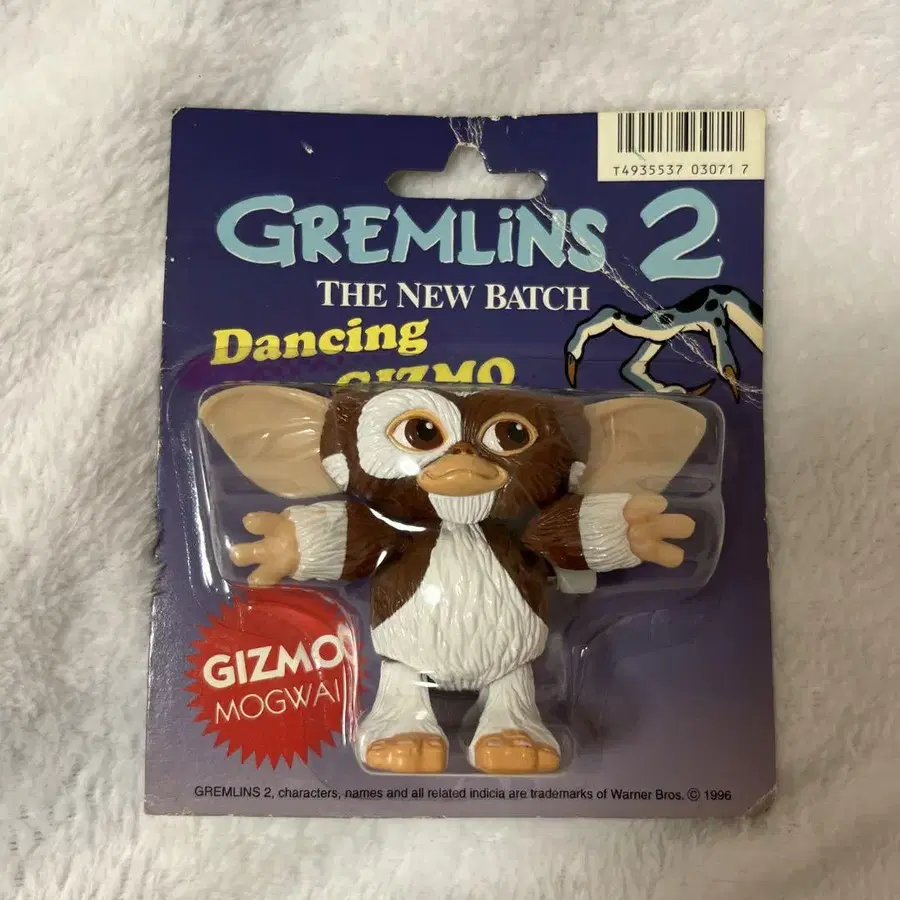 T4935537 03071 7
GREMLiNS 2
THE NEW BATCH
Dancing
GIZMO
GIZMO
MOGWAI
GREMLINS 2, characters, names and all related indicia are trademarks of Warner Bros. © 1996